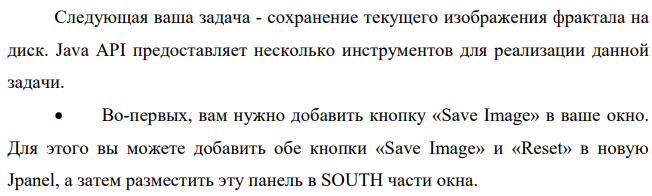 Следующая ваша задача - сохранение текущего изображения фрактала на
диск. Java API предоставляет несколько инструментов для реализации данной
задачи.
• Во-первых, вам нужно добавить кнопку «Save Image» в ваше окно.
Для этого вы можете добавить обе кнопки «Save Image» и «Reset» в новую
Jpanel, а затем разместить эту панель в SOUTH части окна.